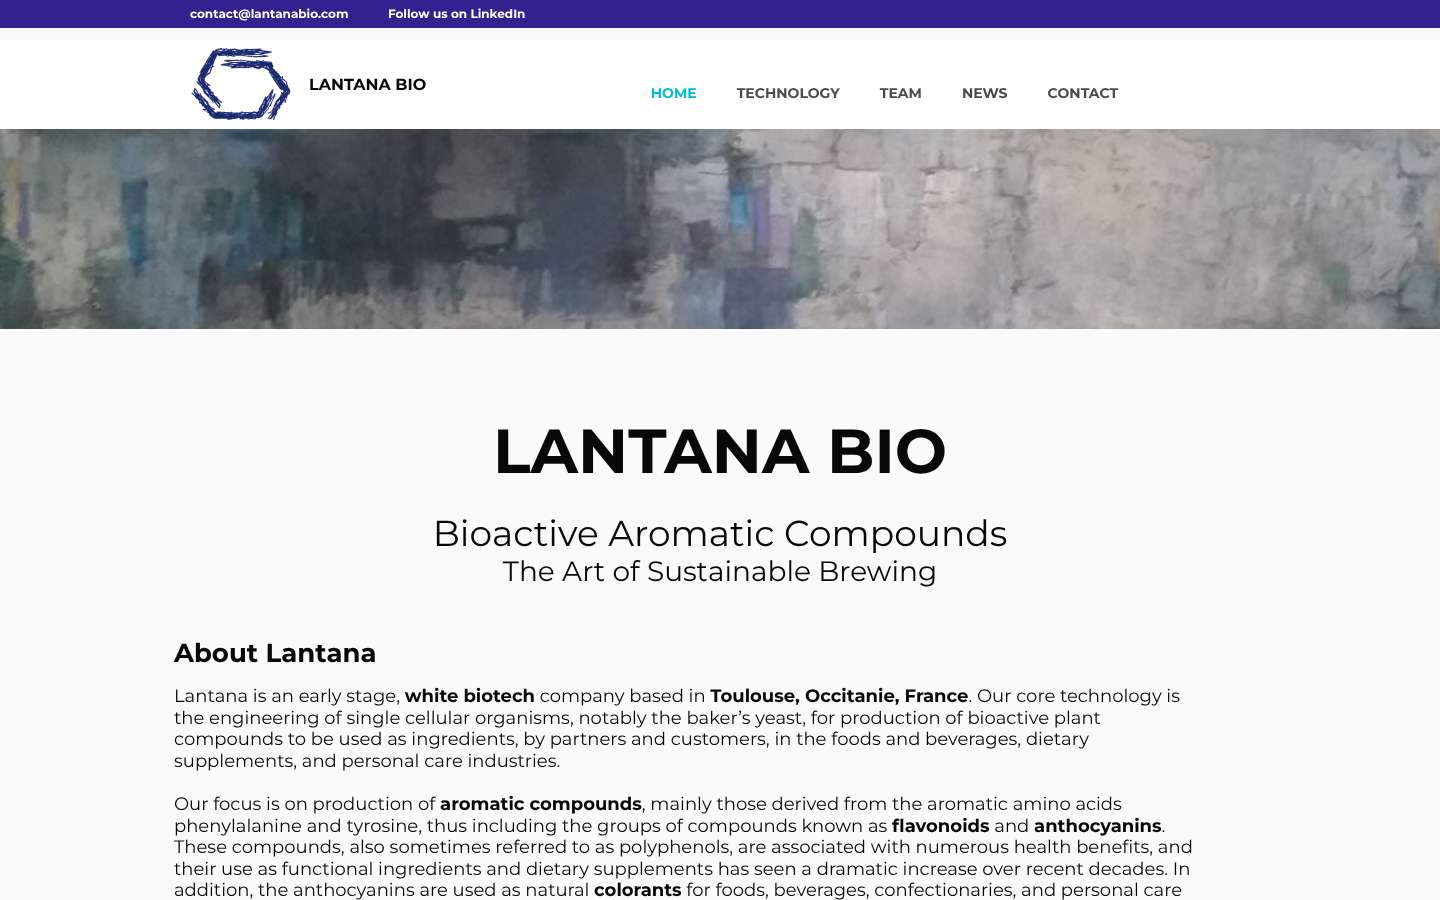 contact@lantanabio.com Follow us on LinkedIn
LANTANA BIO
HOME TECHNOLOGY TEAM NEWS CONTACT
LANTANA BIO
Bioactive Aromatic Compounds
The Art of Sustainable Brewing
About Lantana
Lantana is an early stage, white biotech company based in Toulouse, Occitanie, France. Our core technology is
the engineering of single cellular organisms, notably the baker’s yeast, for production of bioactive plant
compounds to be used as ingredients, by partners and customers, in the foods and beverages, dietary
supplements, and personal care industries.
Our focus is on production of aromatic compounds, mainly those derived from the aromatic amino acids
phenylalanine and tyrosine, thus including the groups of compounds known as flavonoids and anthocyanins.
These compounds, also sometimes referred to as polyphenols, are associated with numerous health benefits, and
their use as functional ingredients and dietary supplements has seen a dramatic increase over recent decades. In
addition, the anthocyanins are used as natural colorants for foods, beverages, confectionaries, and personal care